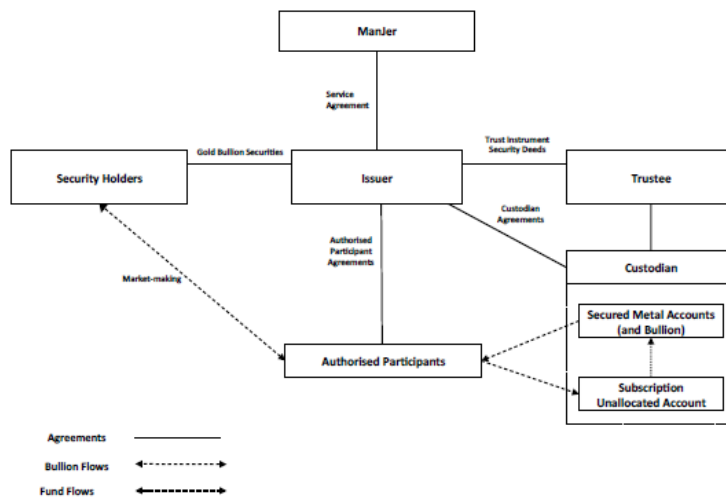 ManJer
Service
Agreement
Gold Bullion Securities
Trust Instrument
Security Deeds
Security Holders
Issuer
Trustee
Custodian
Agreements
Authorised
Participant
Agreements
Custodian
Market-making
Secured Metal Accounts
(and Bullion)
Authorised Participants
Subscription
Unallocated Account
Agreements
Bullion Flows
Fund Flows